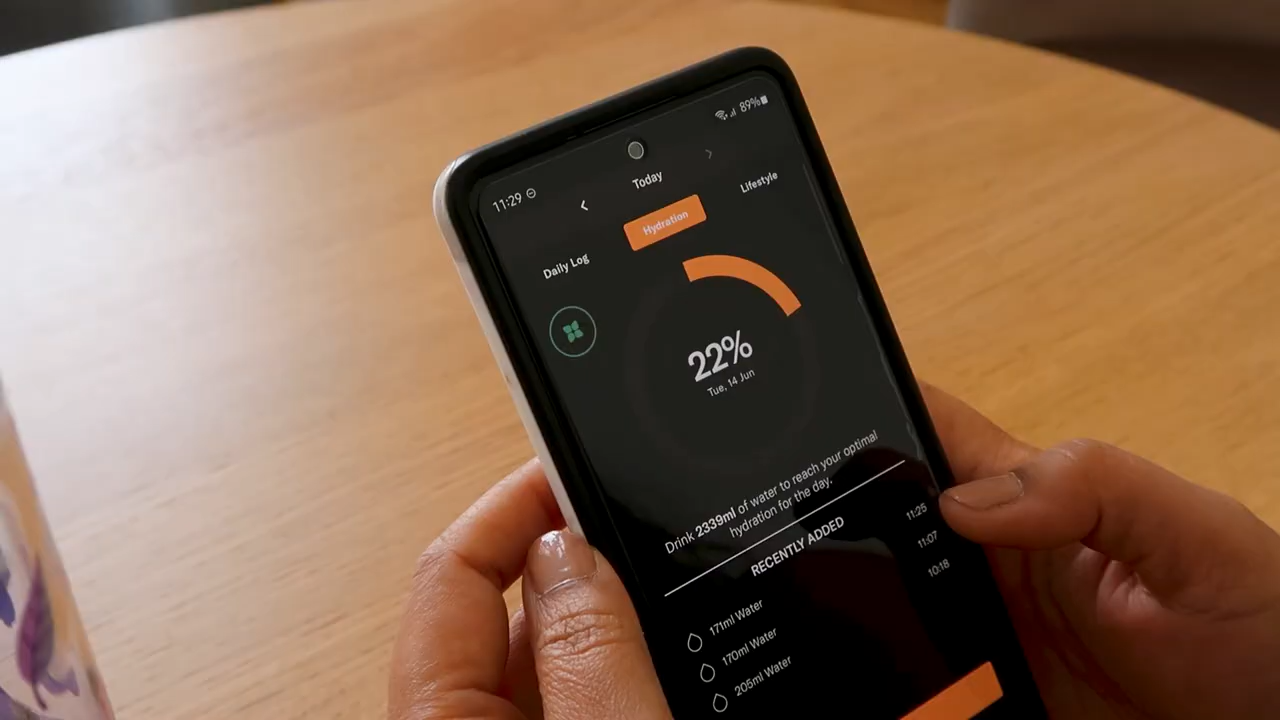 11:29
89%
Today
Daily Log
Hydration
Lifestyle
22%
Tue, 14 Jun
Drink 2339ml of water to reach your optimal
hydration for the day.
RECENTLY ADDED
171ml Water 11:25
170ml Water 11:07
205ml Water 10:18